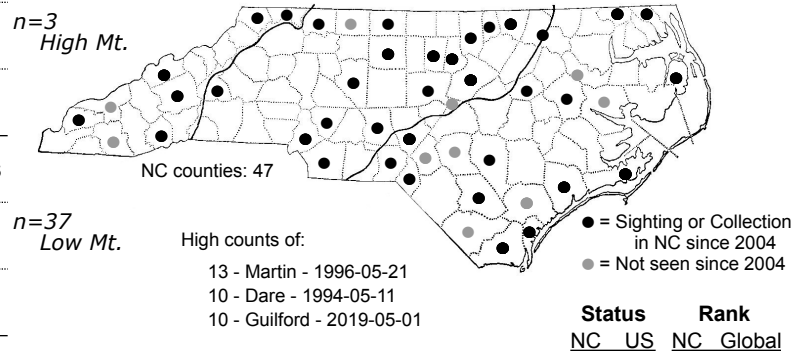 n=3
High Mt.
NC counties: 47
n=37
Low Mt.
High counts of:
13 - Martin - 1996-05-21
10 - Dare - 1994-05-11
10 - Guilford - 2019-05-01
= Sighting or Collection
in NC since 2004
= Not seen since 2004
Status Rank
NC US NC Global